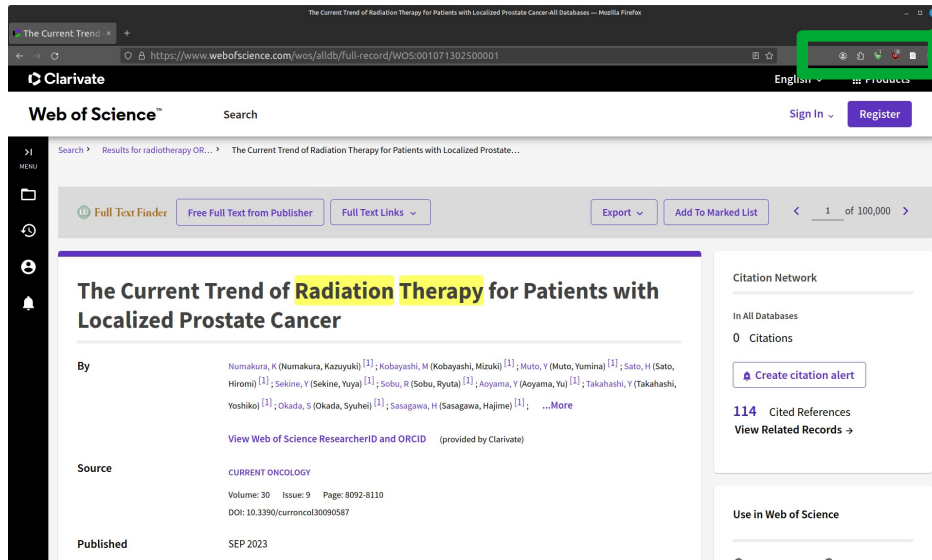 The Current Trend of Radiation Therapy for Patients with Localized Prostate Cancer-All Databases — Mozilla Firefox
The Current Trend
https://www.webofscience.com/wos/alldb/full-record/WOS:001071302500001
Clarivate
English
Products
Web of Science™
Search
Sign In
Register
MENU
Search > Results for radiotherapy OR... > The Current Trend of Radiation Therapy for Patients with Localized Prostate...
Full Text Finder
Free Full Text from Publisher
Full Text Links
Export
Add To Marked List
1 of 100,000
The Current Trend of Radiation Therapy for Patients with
Localized Prostate Cancer
By
Numakura, K (Numakura, Kazuyuki) [1] ; Kobayashi, M (Kobayashi, Mizuki) [1] ; Muto, Y (Muto, Yumina) [1] ; Sato, H (Sato,
Hiromi) [1] ; Sekine, Y (Sekine, Yuya) [1] ; Sobu, R (Sobu, Ryuta) [1] ; Aoyama, Y (Aoyama, Yu) [1] ; Takahashi, Y (Takahashi,
Yoshiko) [1] ; Okada, S (Okada, Syuhei) [1] ; Sasagawa, H (Sasagawa, Hajime) [1] ; ...More
View Web of Science ResearcherID and ORCID (provided by Clarivate)
Source
CURRENT ONCOLOGY
Volume: 30 Issue: 9 Page: 8092-8110
DOI: 10.3390/curroncol30090587
Published
SEP 2023
Citation Network
In All Databases
0 Citations
Create citation alert
114 Cited References
View Related Records →
Use in Web of Science